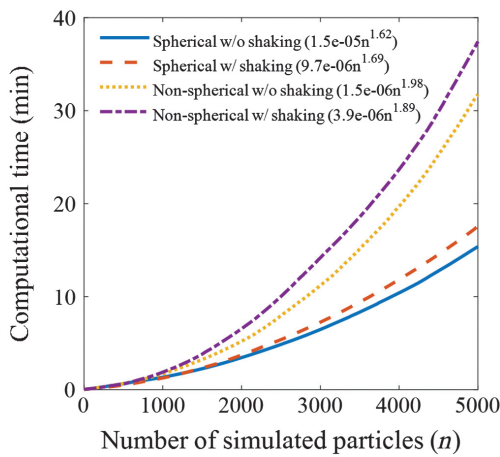 40
30
20
10
0
Computational time (min)
Spherical w/o shaking (1.5e-05n^1.62)
Spherical w/ shaking (9.7e-06n^1.69)
Non-spherical w/o shaking (1.5e-06n^1.98)
Non-spherical w/ shaking (3.9e-06n^1.89)
0 1000 2000 3000 4000 5000
Number of simulated particles (n)